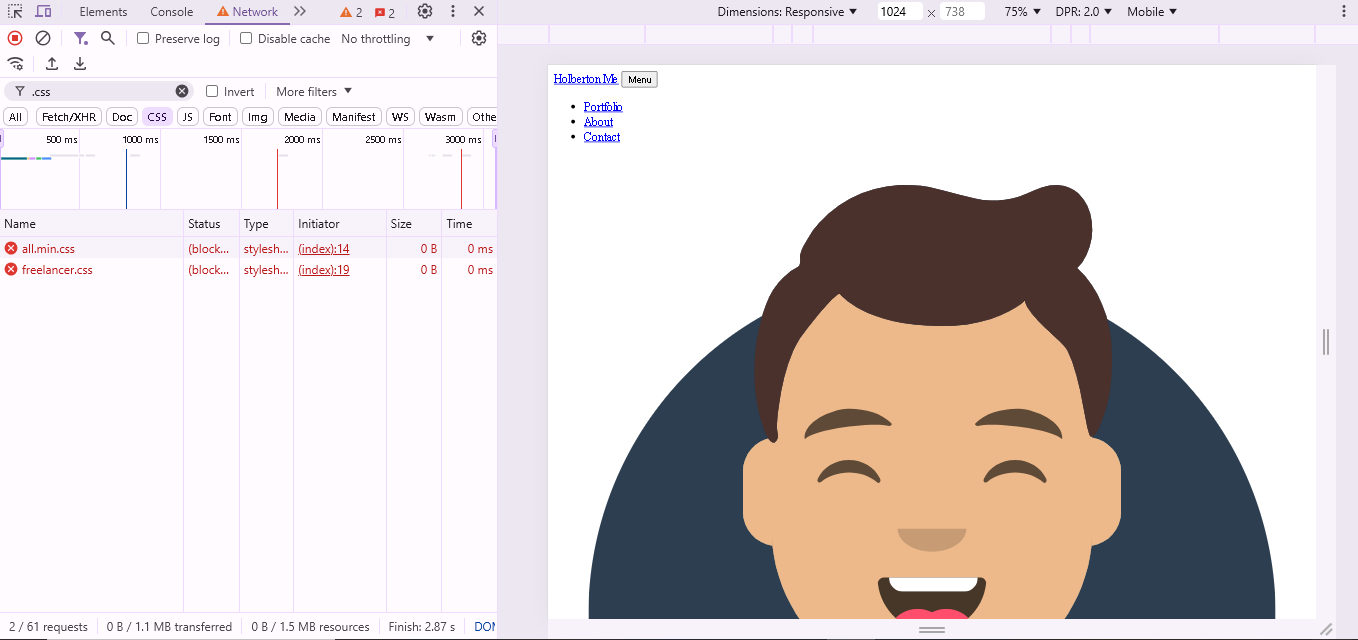 Elements Console Network 2 2
Dimensions: Responsive 1024 738 75% DPR: 2.0 Mobile
Preserve log Disable cache No throttling
.css Invert More filters
All Fetch/XHR Doc CSS JS Font Img Media Manifest WS Wasm Othe
500 ms 1000 ms 1500 ms 2000 ms 2500 ms 3000 ms
Name Status Type Initiator Size Time
all.min.css (block... stylesh... (index):14 0 B 0 ms
freelancer.css (block... stylesh... (index):19 0 B 0 ms
2 / 61 requests 0 B / 1.1 MB transferred 0 B / 1.5 MB resources Finish: 2.87 s DON
Holberton Me Menu
Portfolio
About
Contact